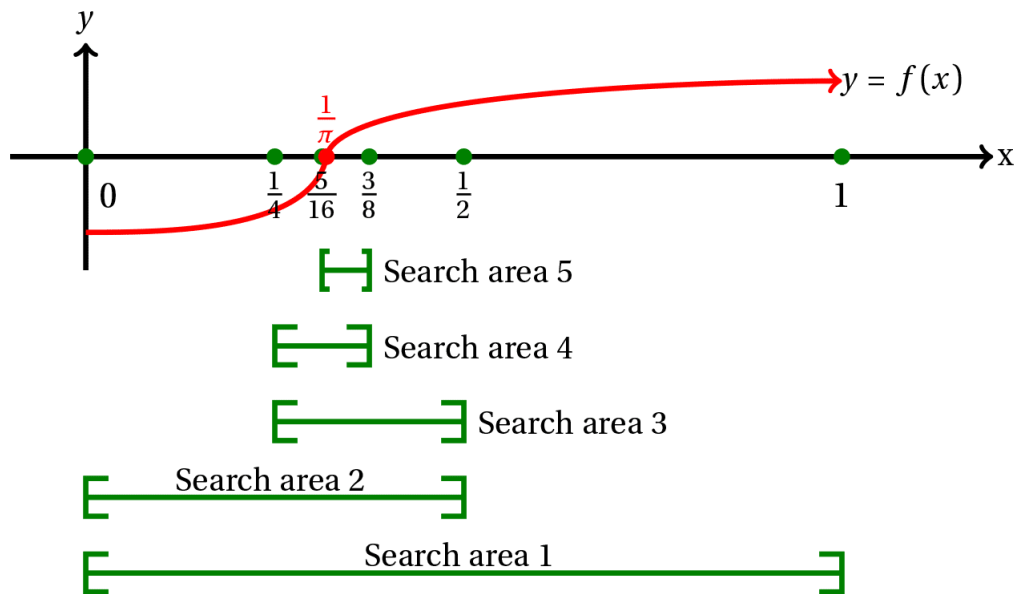 y
y = f(x)
1/π
x
0
1/4
5/16
3/8
1/2
1
Search area 5
Search area 4
Search area 3
Search area 2
Search area 1